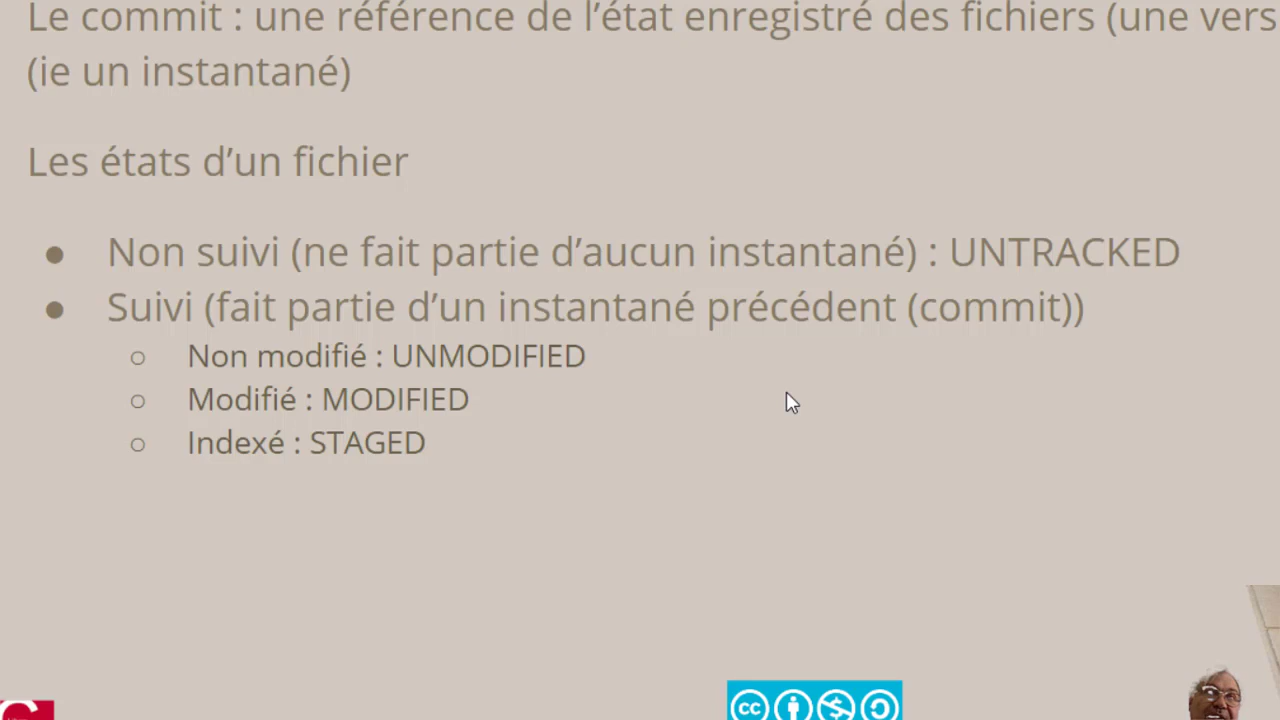 Le commit : une référence de l’état enregistré des fichiers (une vers
(ie un instantané)
Les états d’un fichier
● Non suivi (ne fait partie d’aucun instantané) : UNTRACKED
● Suivi (fait partie d’un instantané précédent (commit))
○ Non modifié : UNMODIFIED
○ Modifié : MODIFIED
○ Indexé : STAGED
cc